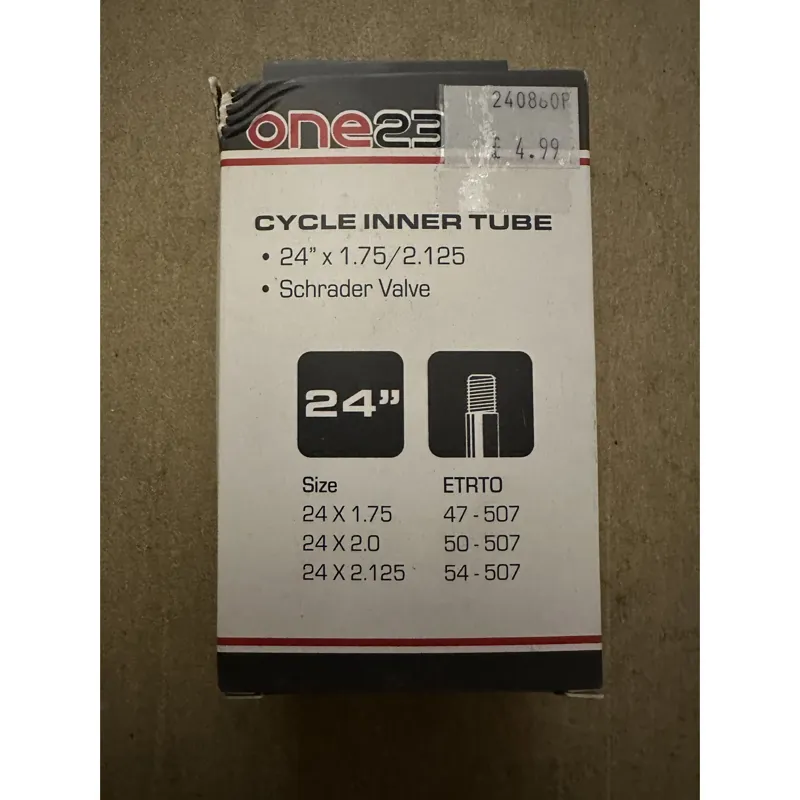 one23
240860P
£ 4.99
CYCLE INNER TUBE
• 24” x 1.75/2.125
• Schrader Valve
24”
Size ETRTO
24 X 1.75 47 - 507
24 X 2.0 50 - 507
24 X 2.125 54 - 507